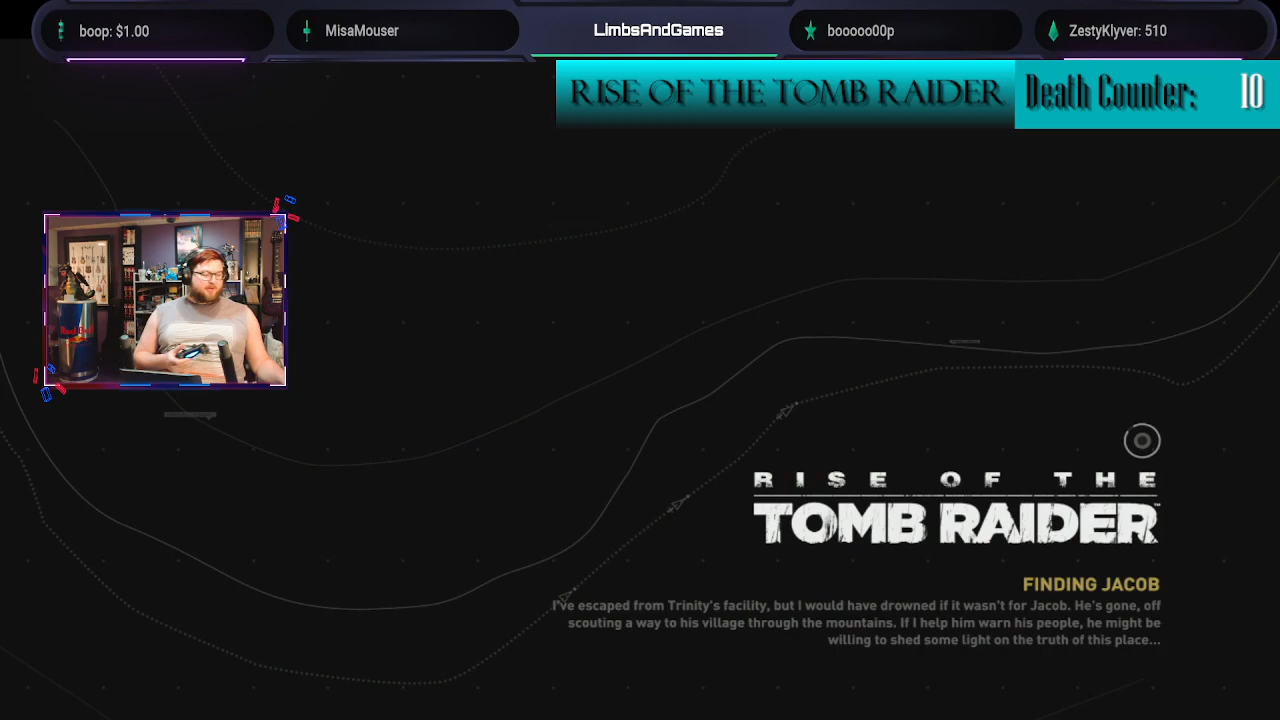 boop: $1.00
MisaMouser
LimbsAndGames
booooo00p
ZestyKlyver: 510
RISE OF THE TOMB RAIDER
Death Counter: 10
RISE OF THE
TOMB RAIDER™
FINDING JACOB
I've escaped from Trinity's facility, but I would have drowned if it wasn't for Jacob. He's gone, off
scouting a way to his village through the mountains. If I help him warn his people, he might be
willing to shed some light on the truth of this place...